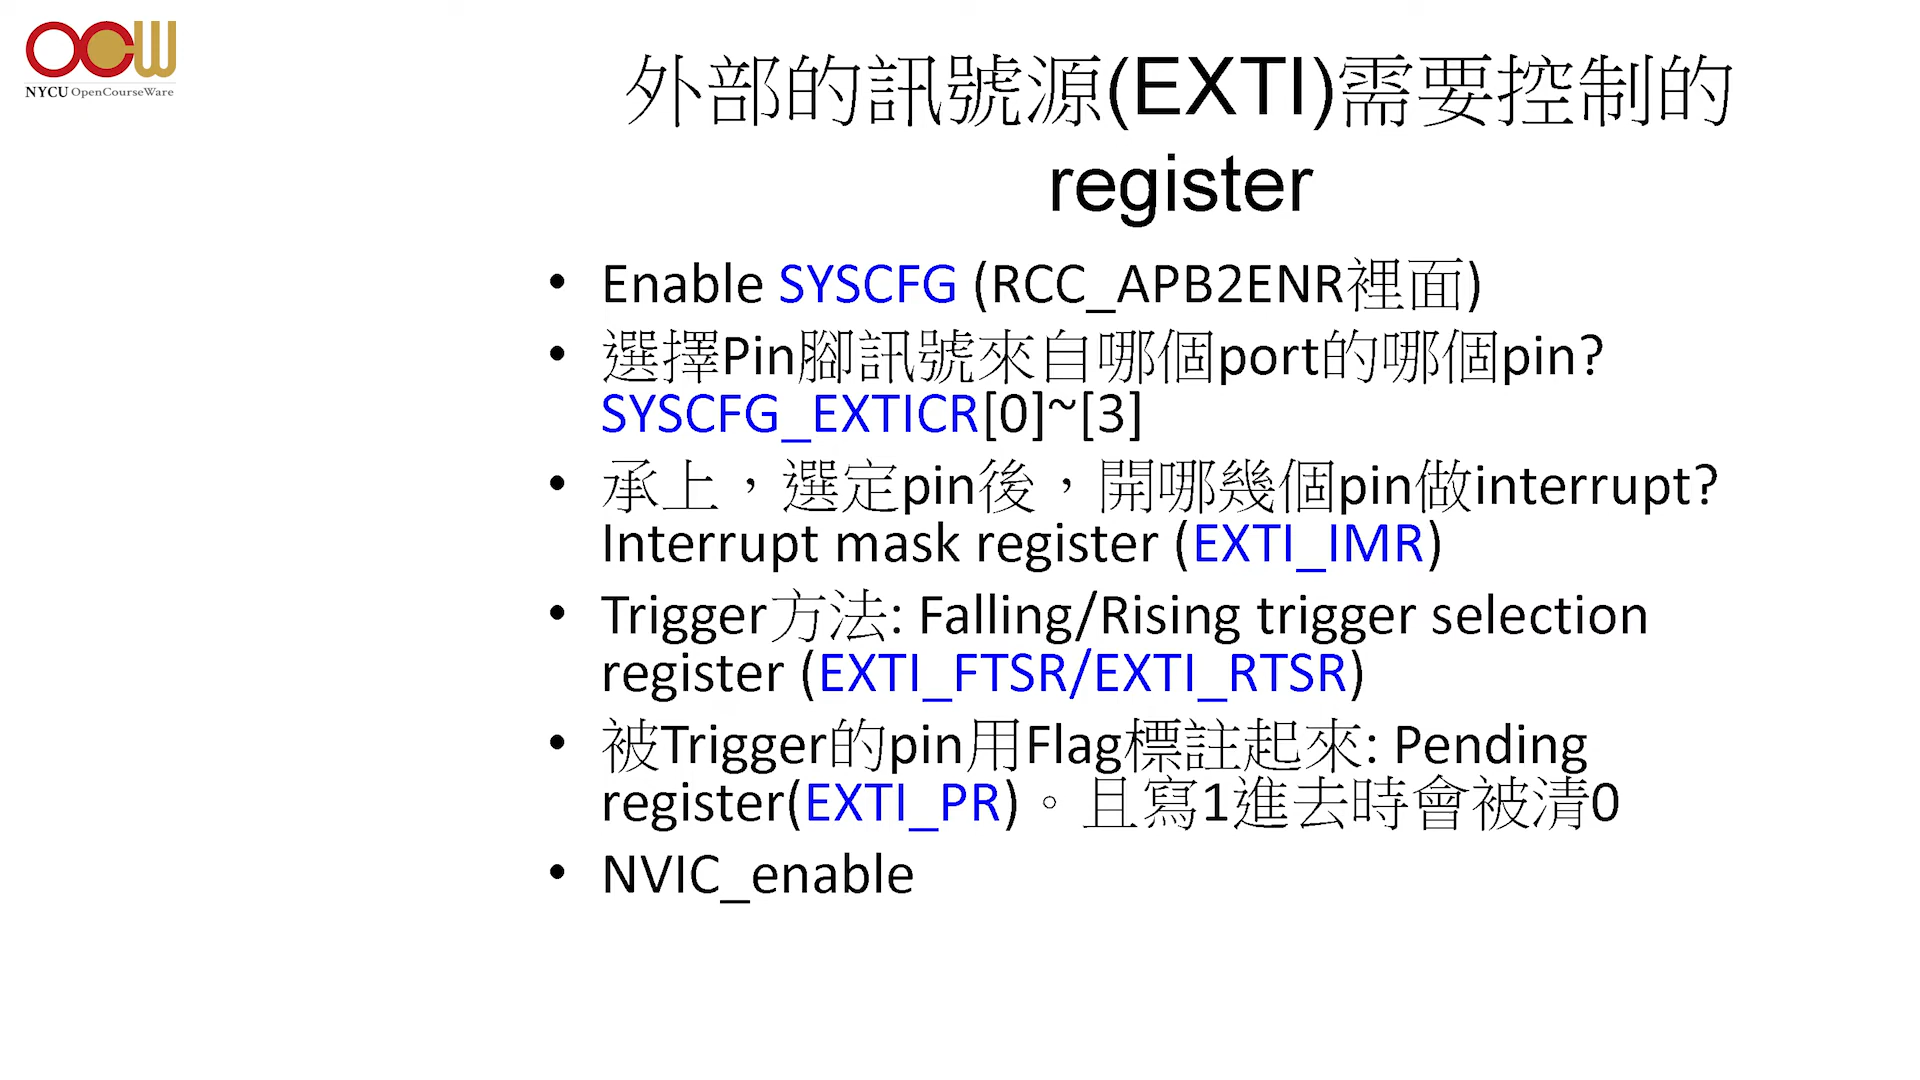 OCW
NYCU OpenCourseWare
外部的訊號源(EXTI)需要控制的
register
• Enable SYSCFG (RCC_APB2ENR裡面)
• 選擇Pin腳訊號來自哪個port的哪個pin?
SYSCFG_EXTICR[0]~[3]
• 承上，選定pin後，開哪幾個pin做interrupt?
Interrupt mask register (EXTI_IMR)
• Trigger方法: Falling/Rising trigger selection
register (EXTI_FTSR/EXTI_RTSR)
• 被Trigger的pin用Flag標註起來: Pending
register(EXTI_PR)。且寫1進去時會被清0
• NVIC_enable